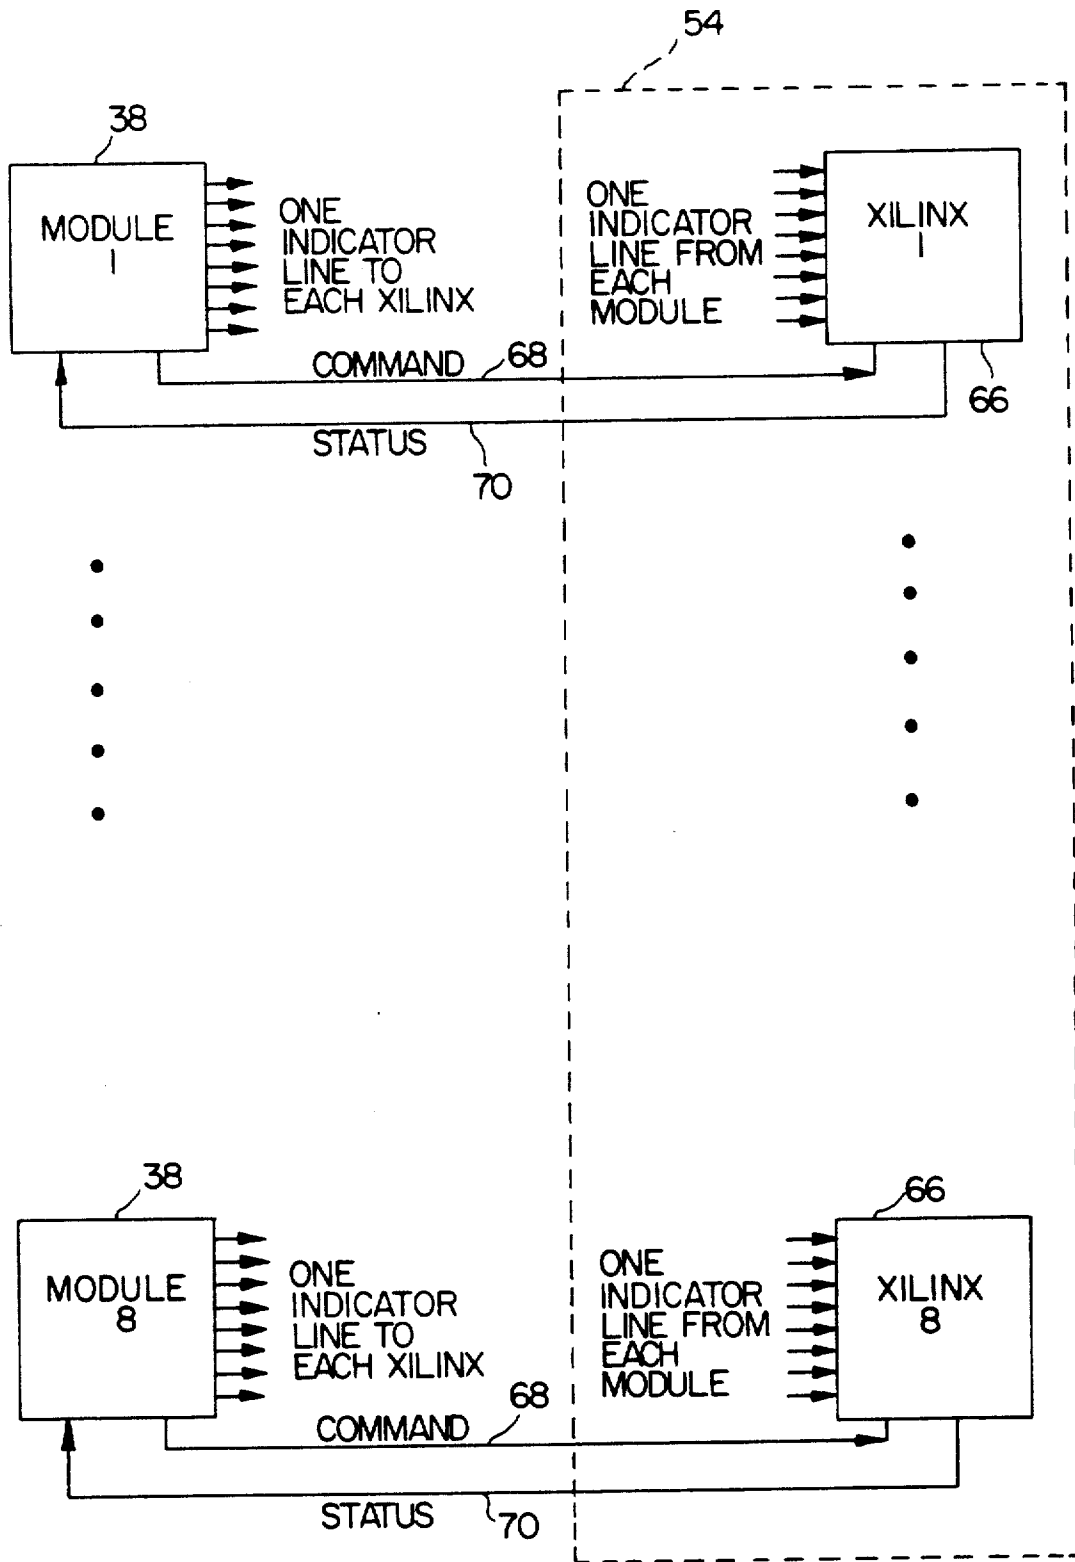 54
38
MODULE
1
ONE
INDICATOR
LINE TO
EACH XILINX
ONE
INDICATOR
LINE FROM
EACH
MODULE
XILINX
1
COMMAND
68
66
STATUS
70
38
MODULE
8
ONE
INDICATOR
LINE TO
EACH XILINX
ONE
INDICATOR
LINE FROM
EACH
MODULE
66
XILINX
8
COMMAND
68
STATUS
70